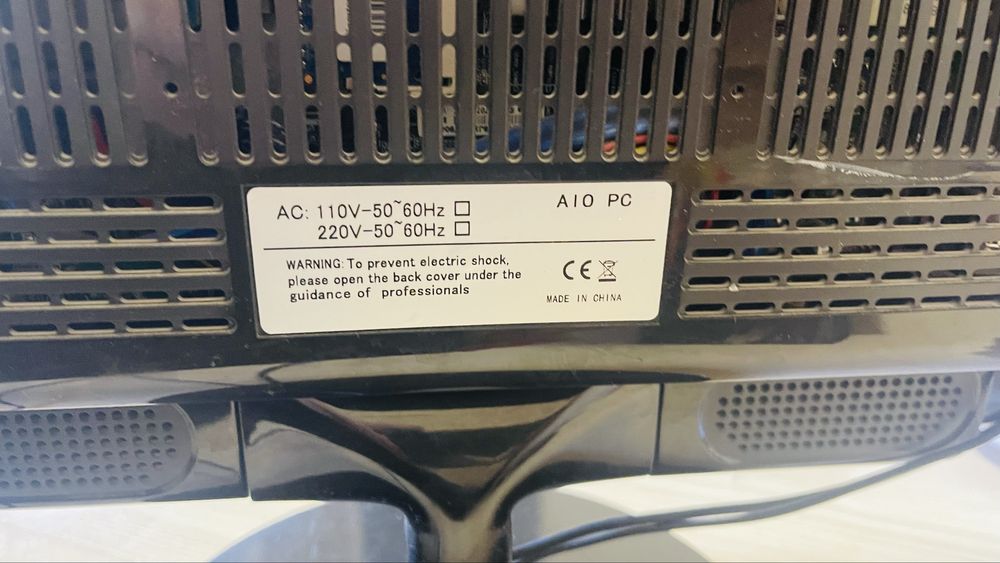 AC: 110V-50~60Hz □
220V-50~60Hz □
AIO PC
WARNING: To prevent electric shock,
please open the back cover under the
guidance of professionals
CE
MADE IN CHINA